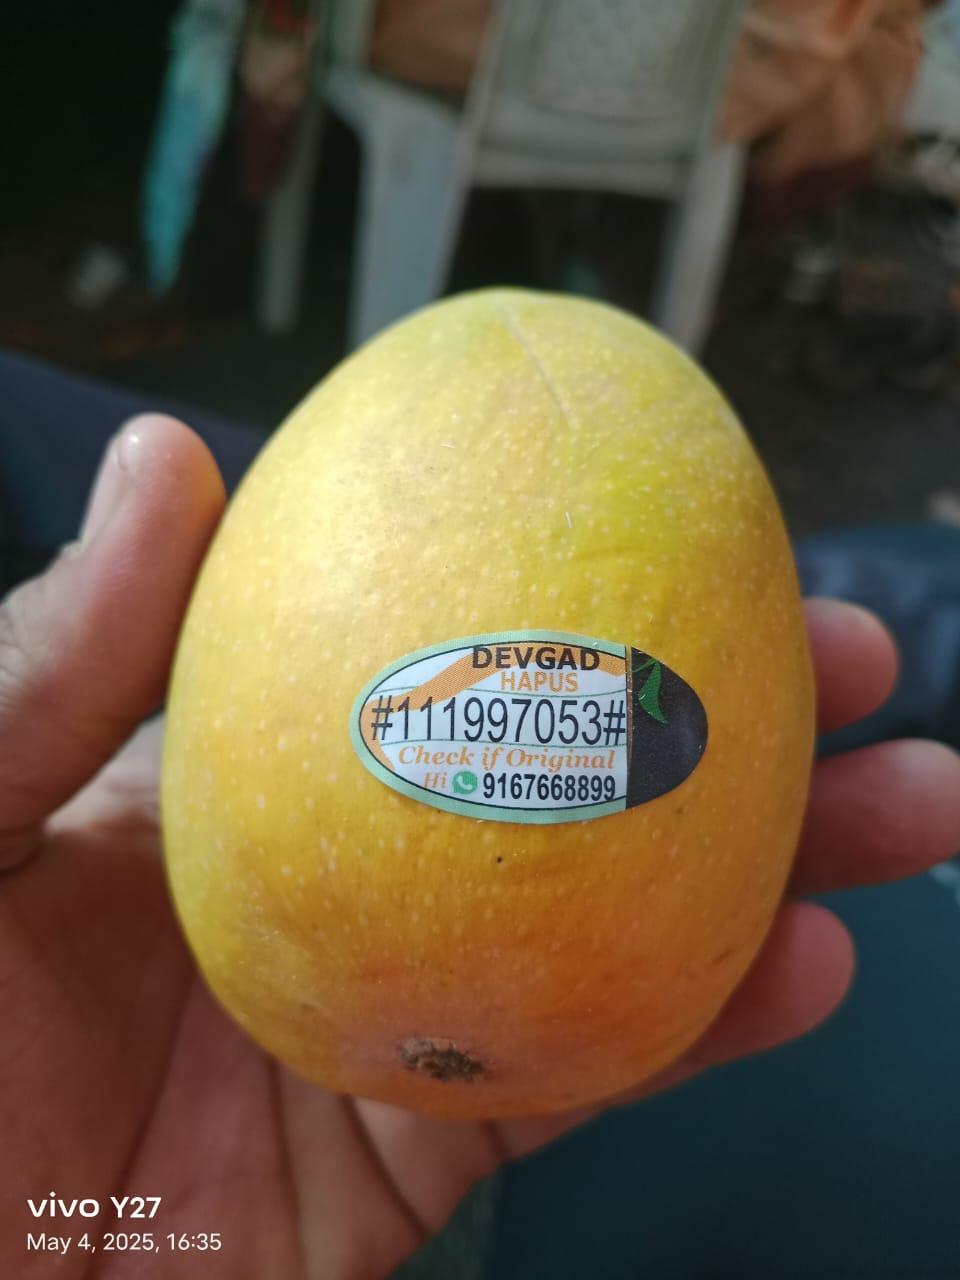 DEVGAD
HAPUS
#111997053#
Check if Original
Hi 9167668899
vivo Y27
May 4, 2025, 16:35